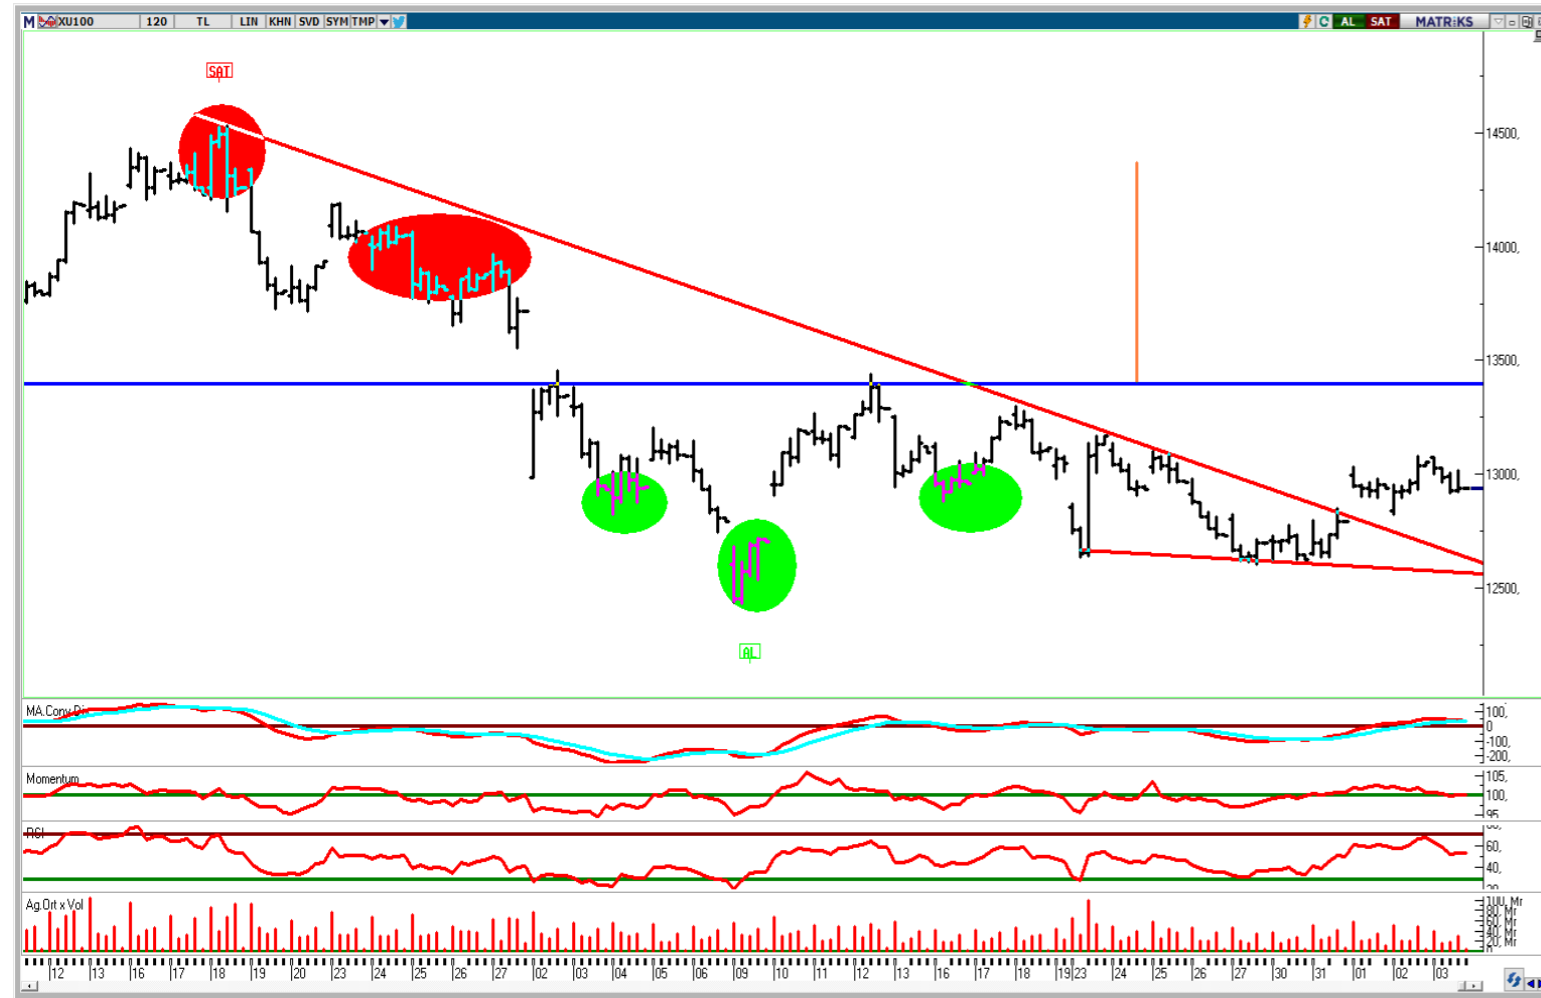 M XU100 120 TL LIN KHN SVD SYM TMP C AL SAT MATRiKS
SAT
14500,
14000,
13500,
13000,
12500,
AL
MA.Conv.Di
100,
0
-100,
-200,
Momentum
105,
100,
95
RSI
60,
40,
20
Ag.Ort x Vol
100, Mr
80, Mr
60, Mr
40, Mr
20, Mr
0
12 13 16 17 18 19 20 23 24 25 26 27 02 03 04 05 06 09 10 11 12 13 16 17 18 19 23 24 25 26 27 30 31 01 02 03